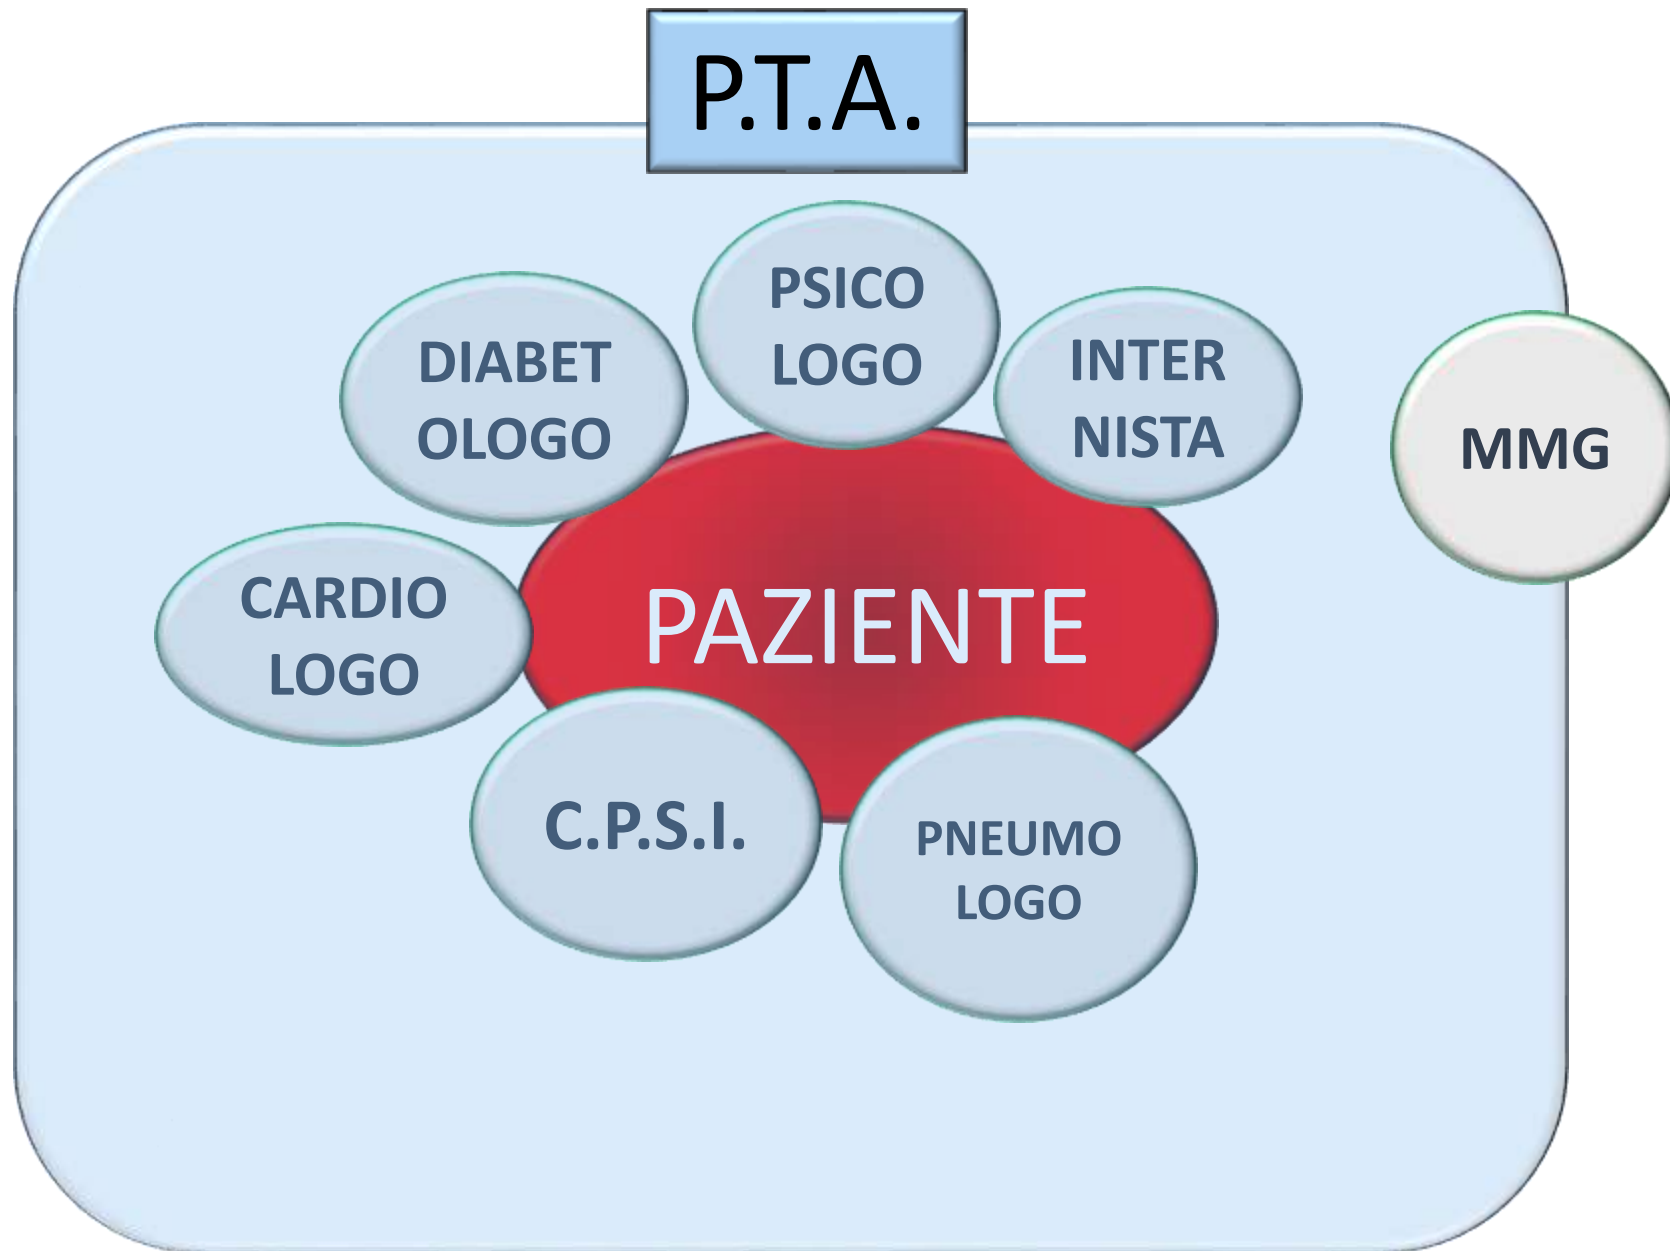 P.T.A.
PSICO
LOGO
DIABET
OLOGO
INTER
NISTA
MMG
CARDIO
LOGO
PAZIENTE
C.P.S.I.
PNEUMO
LOGO